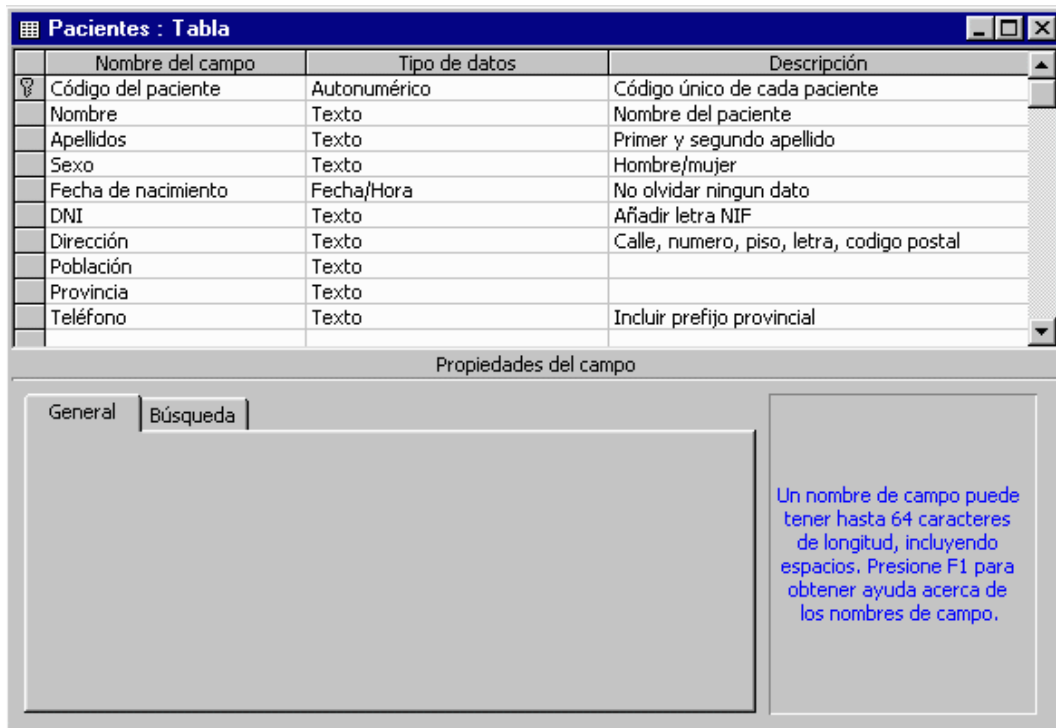 Pacientes : Tabla
Nombre del campo Tipo de datos Descripción
Código del paciente Autonumérico Código único de cada paciente
Nombre Texto Nombre del paciente
Apellidos Texto Primer y segundo apellido
Sexo Texto Hombre/mujer
Fecha de nacimiento Fecha/Hora No olvidar ningun dato
DNI Texto Añadir letra NIF
Dirección Texto Calle, numero, piso, letra, codigo postal
Población Texto
Provincia Texto
Teléfono Texto Incluir prefijo provincial
Propiedades del campo
General Búsqueda
Un nombre de campo puede
tener hasta 64 caracteres
de longitud, incluyendo
espacios. Presione F1 para
obtener ayuda acerca de
los nombres de campo.